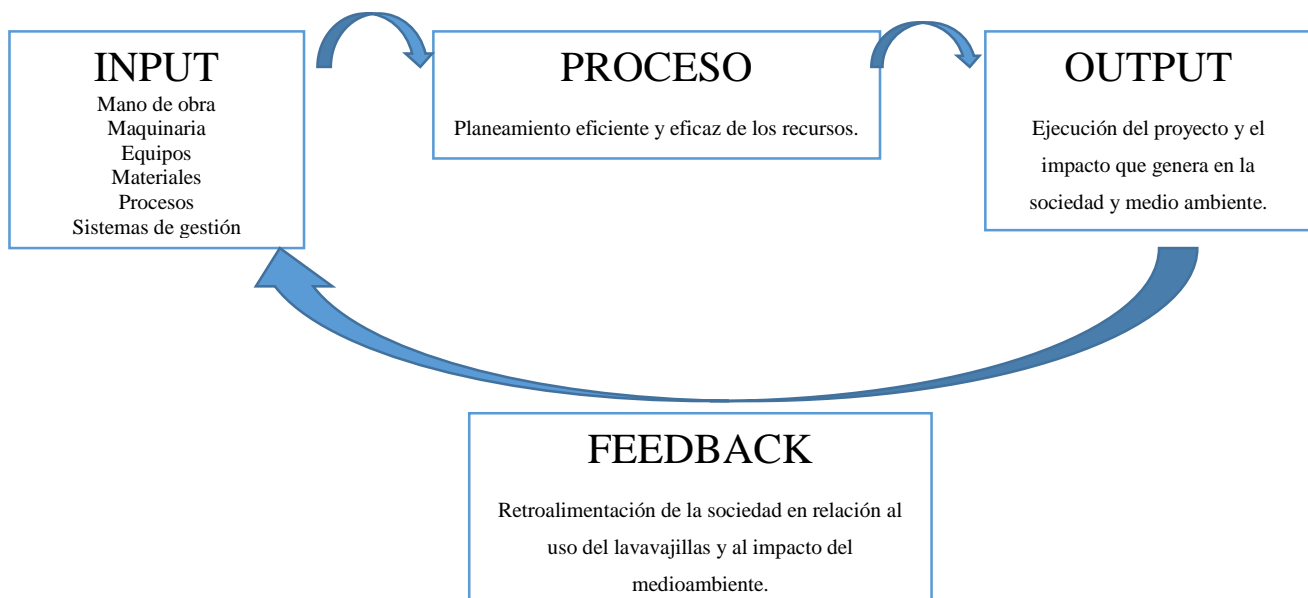 INPUT
Mano de obra
Maquinaria
Equipos
Materiales
Procesos
Sistemas de gestión
PROCESO
Planeamiento eficiente y eficaz de los recursos.
OUTPUT
Ejecución del proyecto y el
impacto que genera en la
sociedad y medio ambiente.
FEEDBACK
Retroalimentación de la sociedad en relación al
uso del lavavajillas y al impacto del
medioambiente.